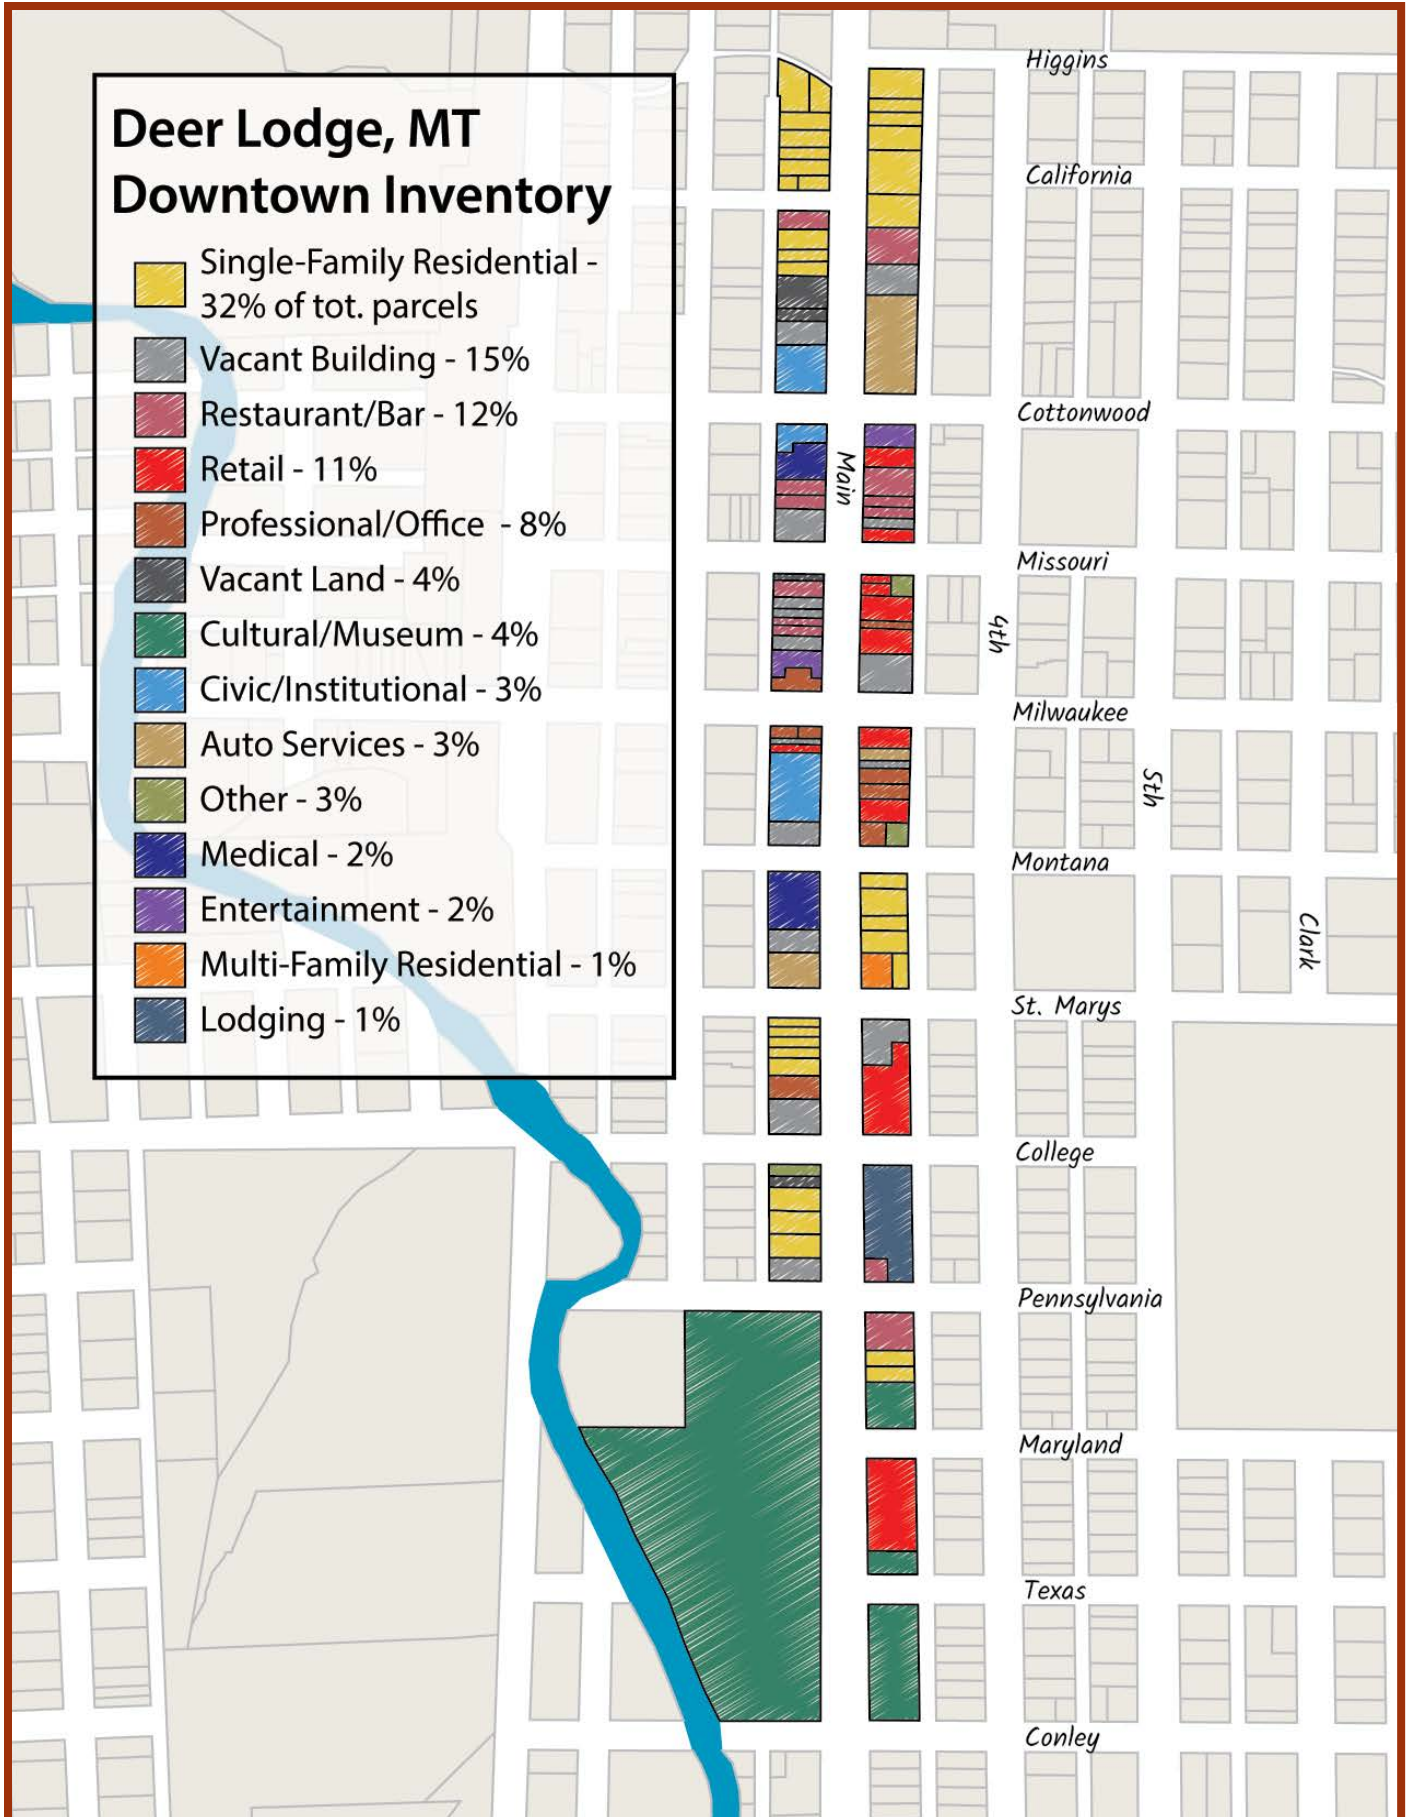 Deer Lodge, MT
Downtown Inventory
Single-Family Residential -
32% of tot. parcels
Vacant Building - 15%
Restaurant/Bar - 12%
Retail - 11%
Professional/Office - 8%
Vacant Land - 4%
Cultural/Museum - 4%
Civic/Institutional - 3%
Auto Services - 3%
Other - 3%
Medical - 2%
Entertainment - 2%
Multi-Family Residential - 1%
Lodging - 1%
Higgins
California
Cottonwood
Main
Missouri
4th
Milwaukee
5th
Montana
Clark
St. Marys
College
Pennsylvania
Maryland
Texas
Conley